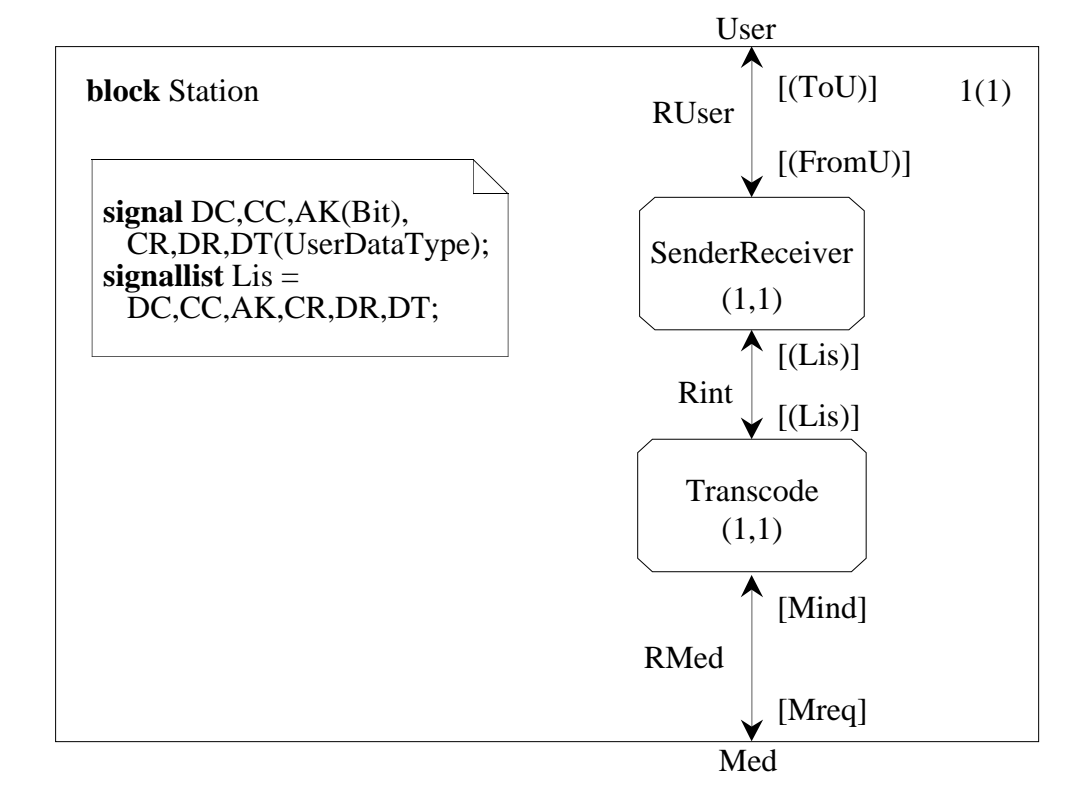 User
block Station
[(ToU)]
1(1)
RUser
[(FromU)]
signal DC,CC,AK(Bit),
CR,DR,DT(UserDataType);
signallist Lis =
DC,CC,AK,CR,DR,DT;
SenderReceiver
(1,1)
[(Lis)]
Rint
[(Lis)]
Transcode
(1,1)
[Mind]
RMed
[Mreq]
Med